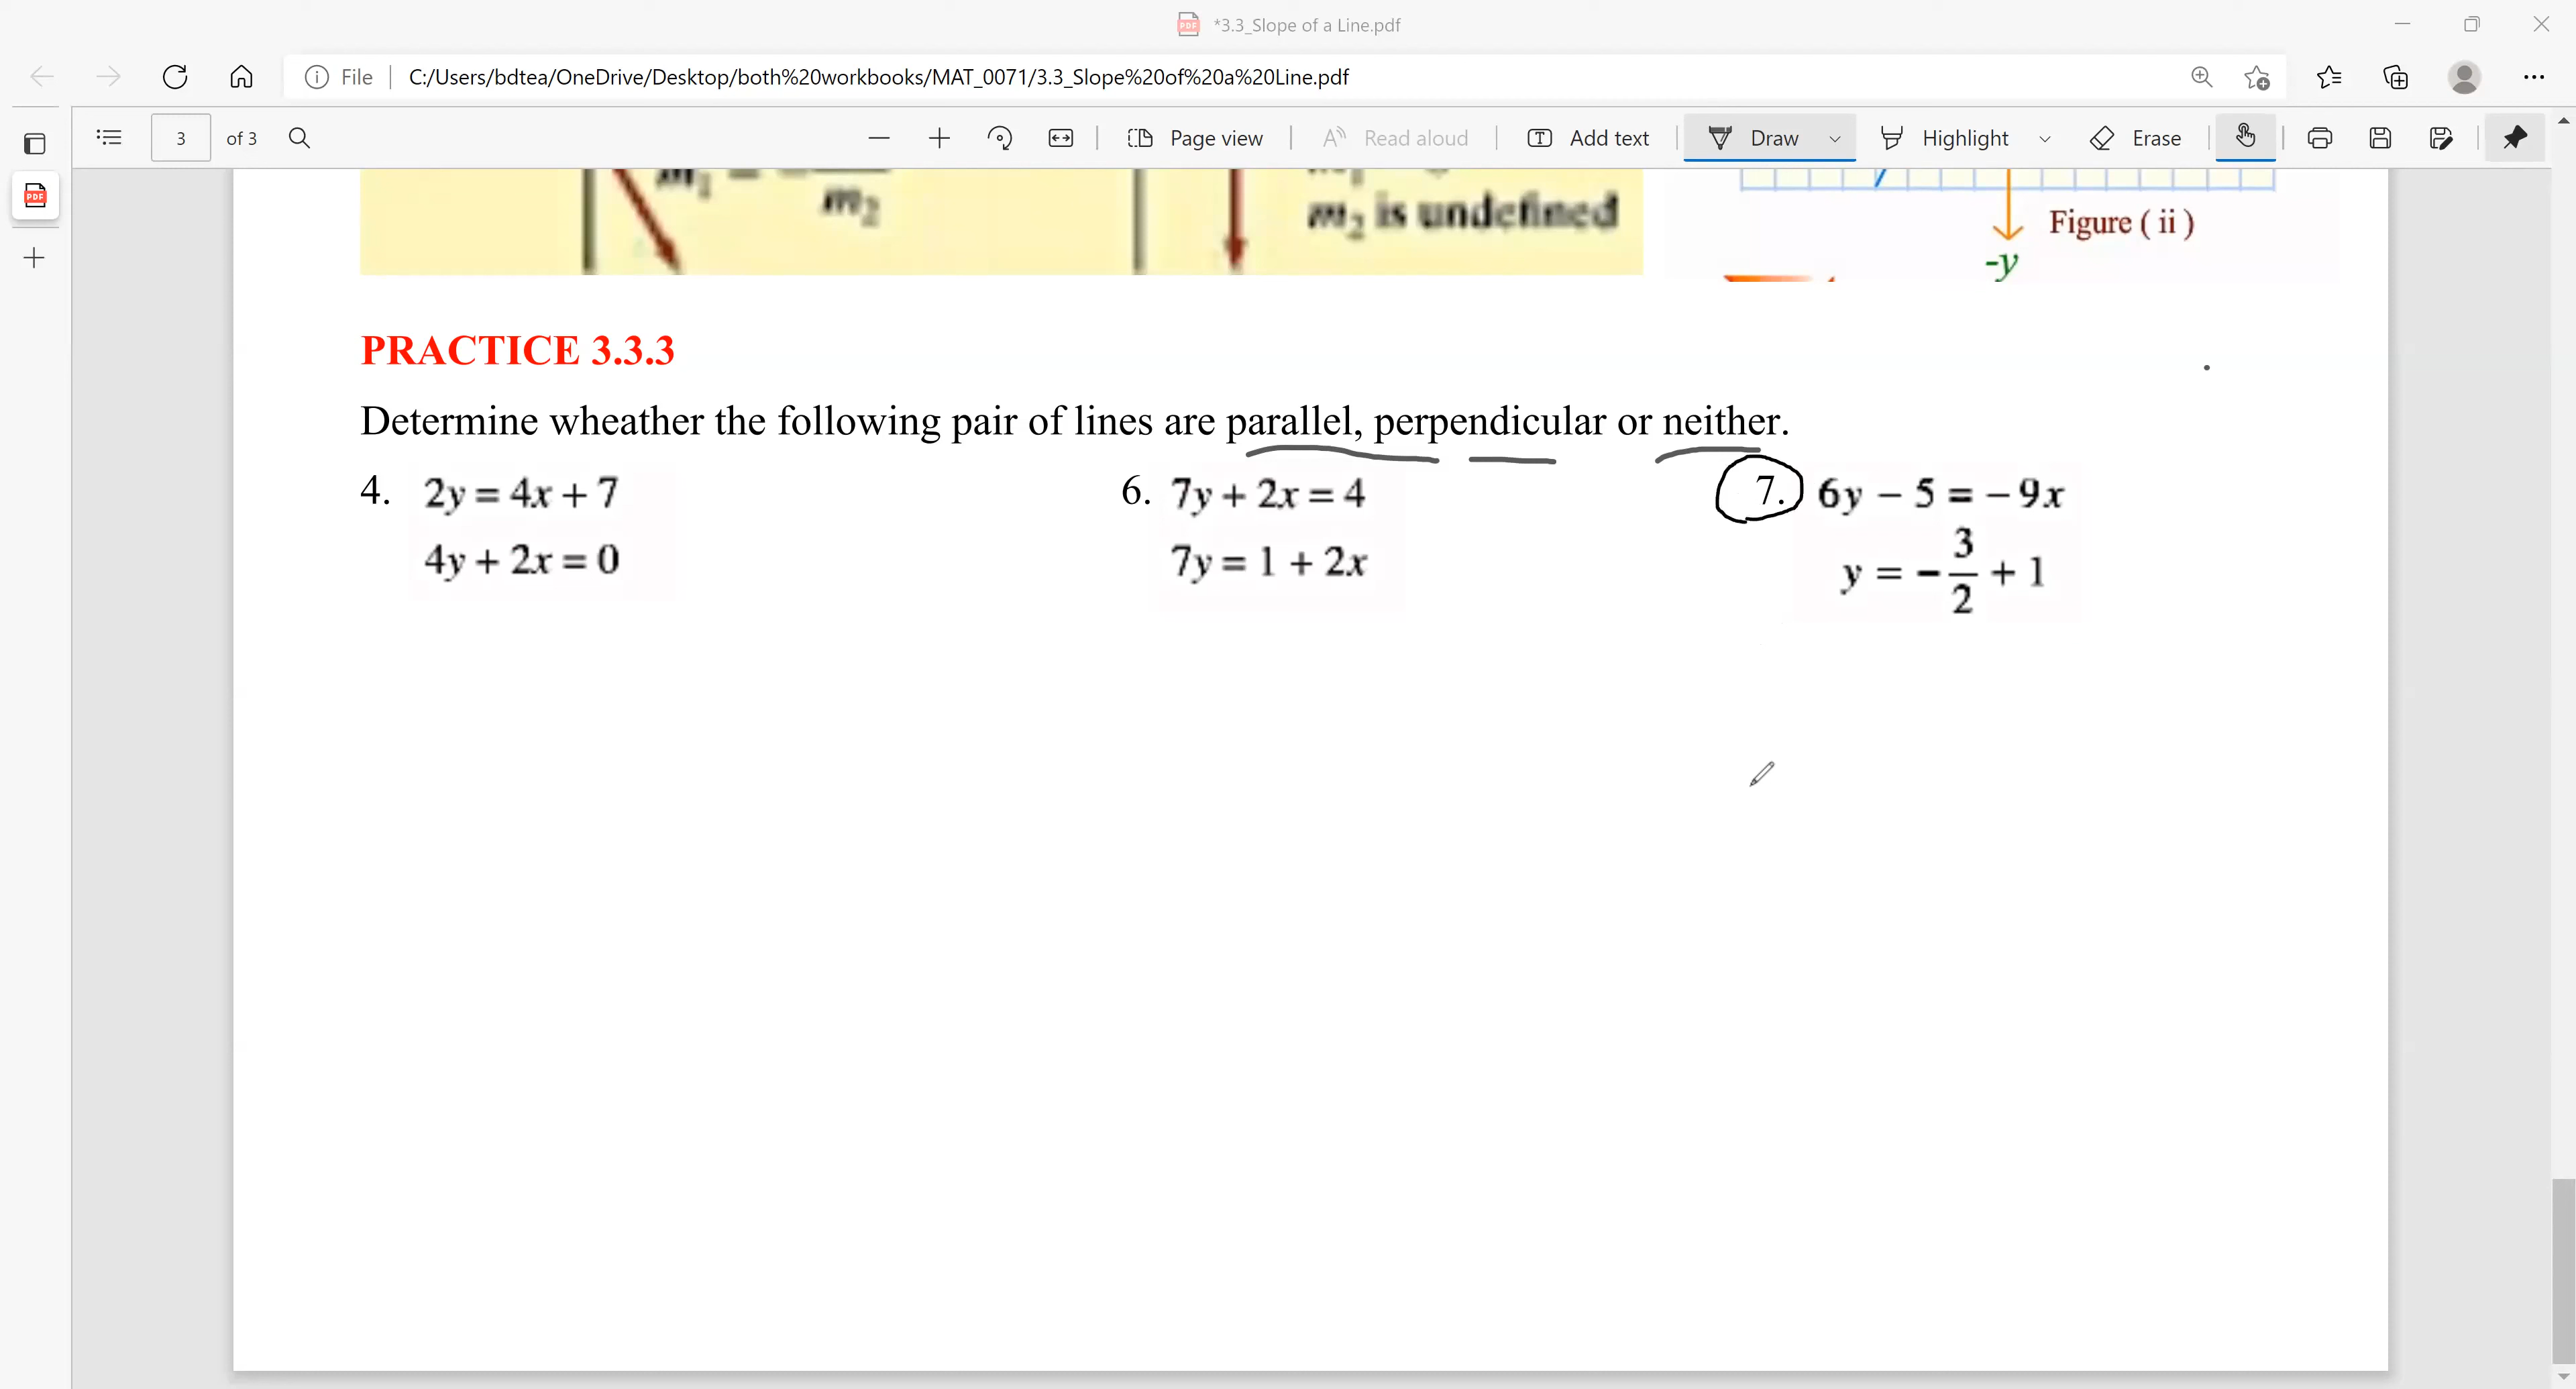 *3.3_Slope of a Line.pdf
File C:/Users/bdtea/OneDrive/Desktop/both%20workbooks/MAT_0071/3.3_Slope%20of%20a%20Line.pdf
3 of 3 Page view Read aloud Add text Draw Highlight Erase
PDF
m₂
m₂ is undefined
Figure ( ii )
-y
PRACTICE 3.3.3
Determine wheather the following pair of lines are parallel, perpendicular or neither.
4. 2y = 4x + 7
4y + 2x = 0
6. 7y + 2x = 4
7y = 1 + 2x
7. 6y − 5 = − 9x
y = −3/2 + 1